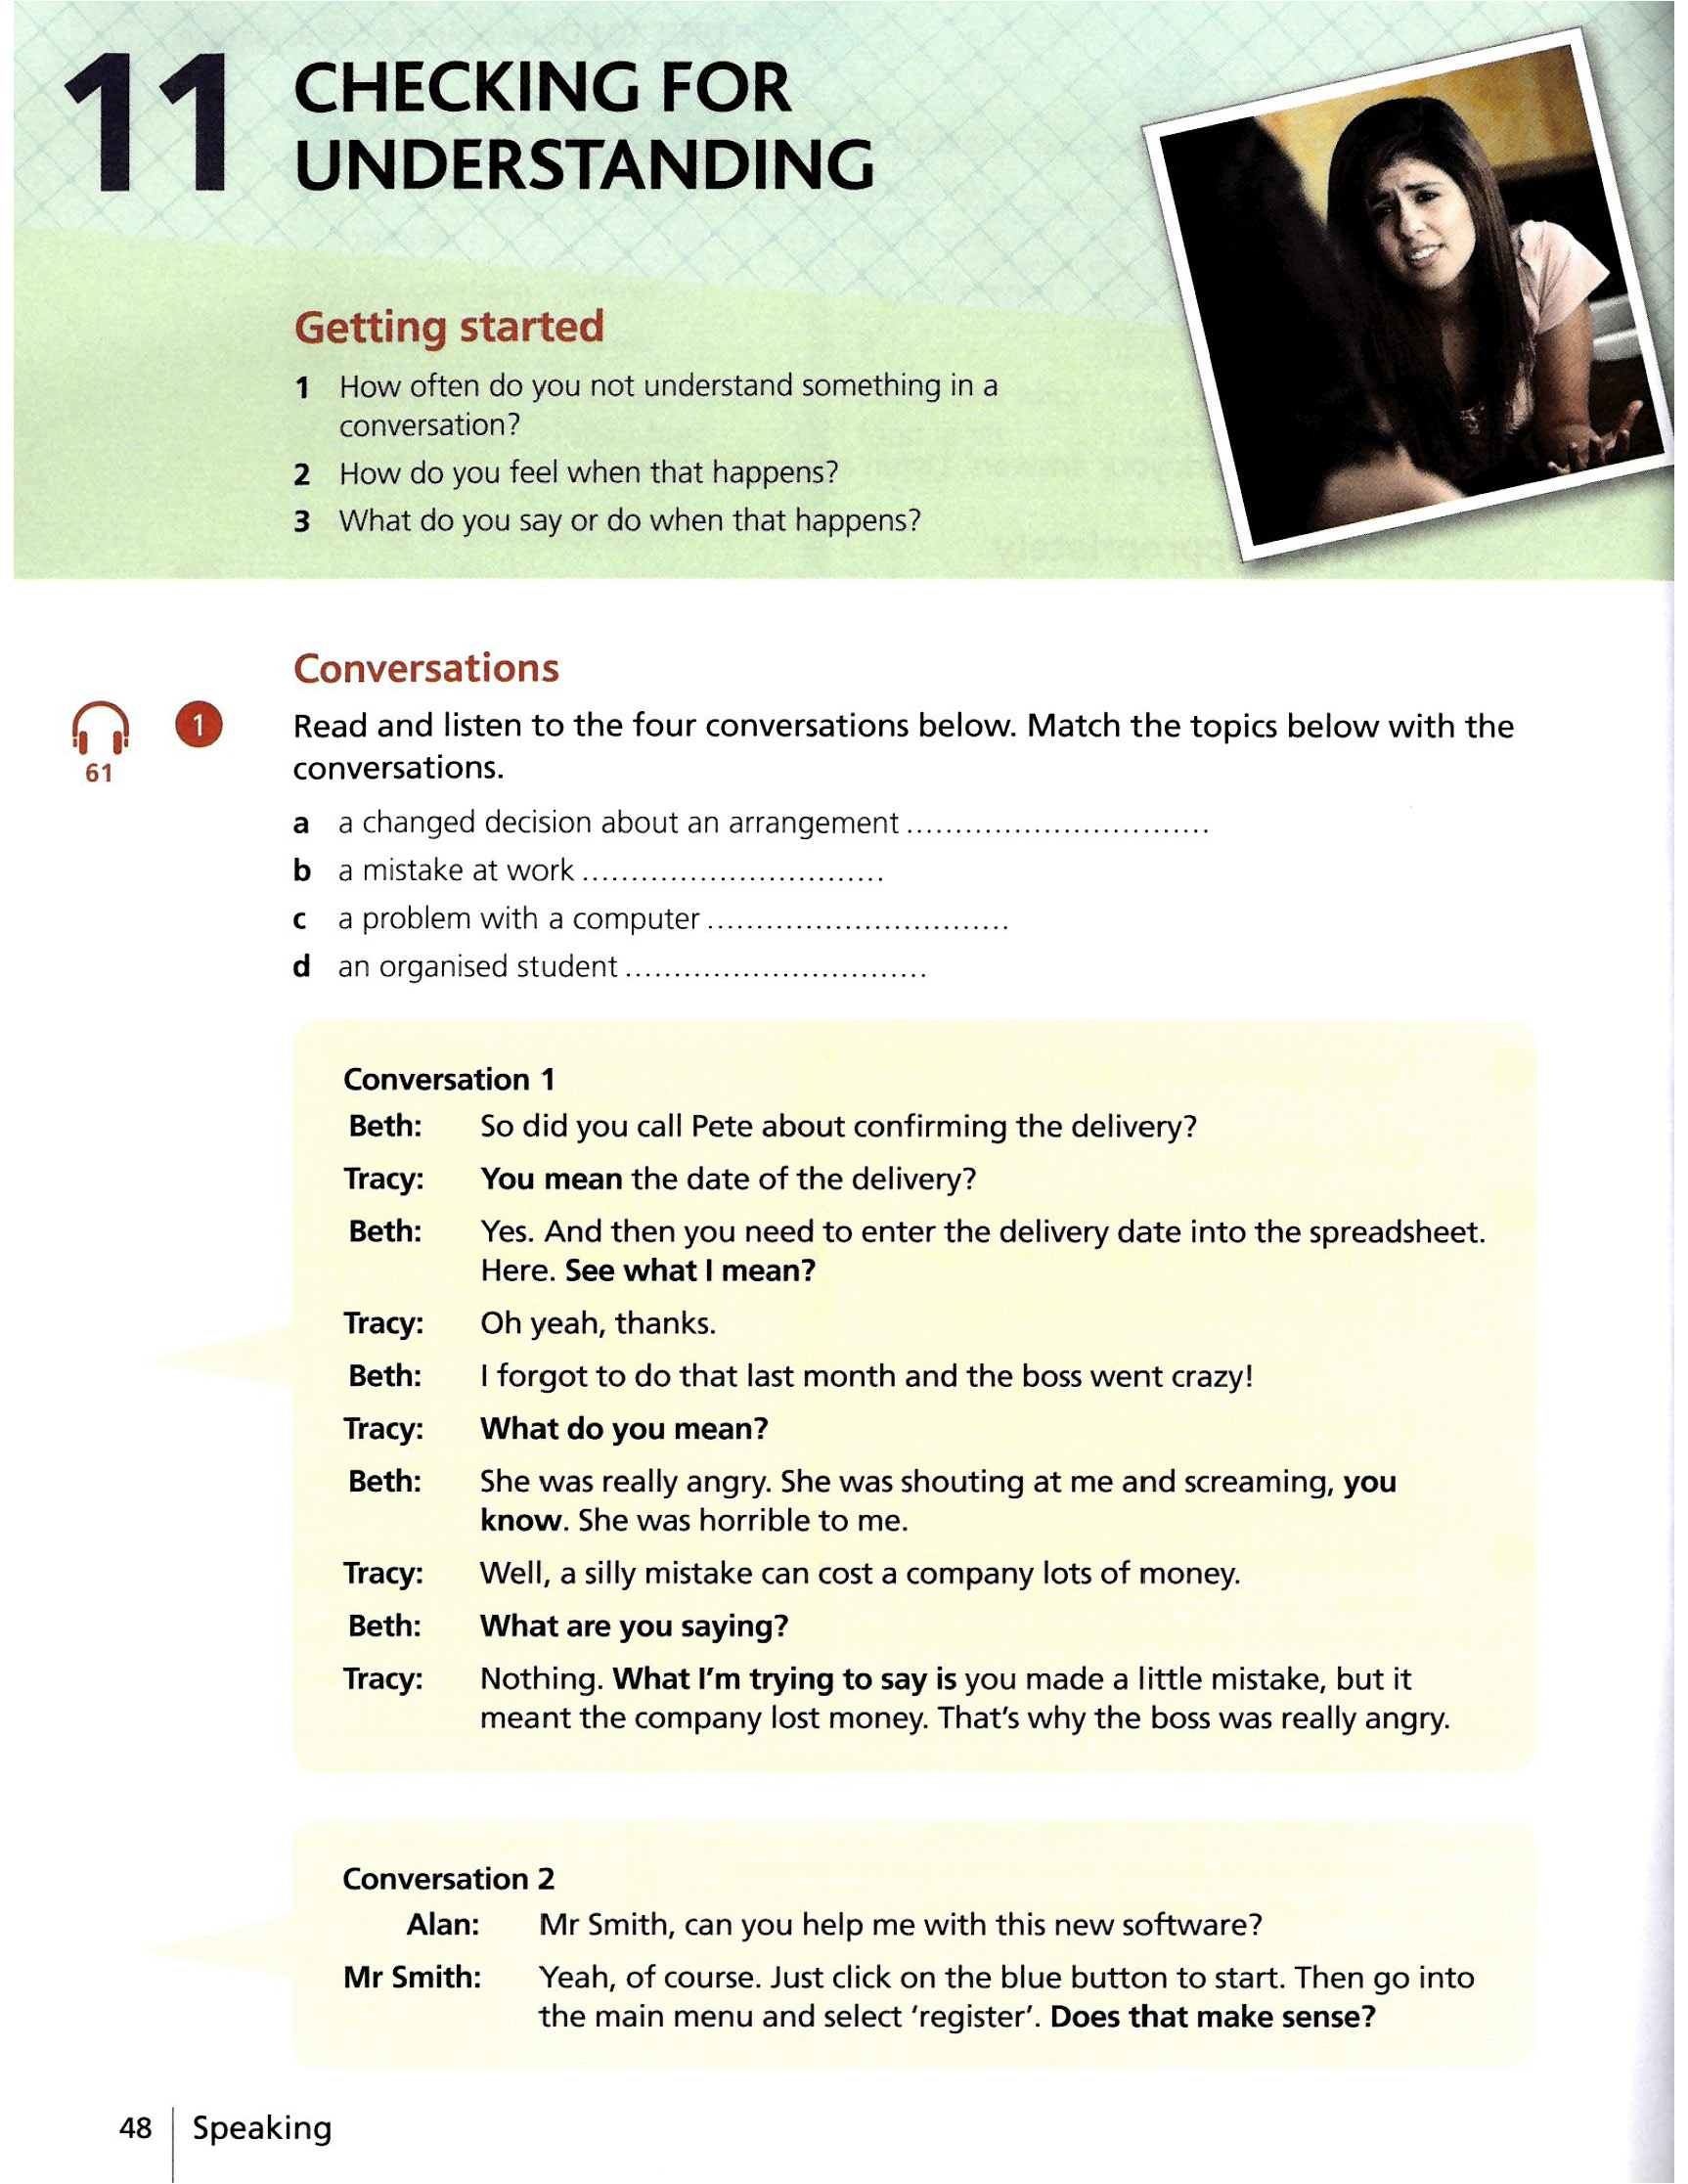 11
CHECKING FOR
UNDERSTANDING
Getting started
1 How often do you not understand something in a
conversation?
2 How do you feel when that happens?
3 What do you say or do when that happens?
Conversations
61
1 Read and listen to the four conversations below. Match the topics below with the
conversations.
a a changed decision about an arrangement ...............................
b a mistake at work ...............................
c a problem with a computer ...............................
d an organised student ...............................
Conversation 1
Beth: So did you call Pete about confirming the delivery?
Tracy: You mean the date of the delivery?
Beth: Yes. And then you need to enter the delivery date into the spreadsheet.
Here. See what I mean?
Tracy: Oh yeah, thanks.
Beth: I forgot to do that last month and the boss went crazy!
Tracy: What do you mean?
Beth: She was really angry. She was shouting at me and screaming, you
know. She was horrible to me.
Tracy: Well, a silly mistake can cost a company lots of money.
Beth: What are you saying?
Tracy: Nothing. What I'm trying to say is you made a little mistake, but it
meant the company lost money. That's why the boss was really angry.
Conversation 2
Alan: Mr Smith, can you help me with this new software?
Mr Smith: Yeah, of course. Just click on the blue button to start. Then go into
the main menu and select 'register'. Does that make sense?
48 Speaking